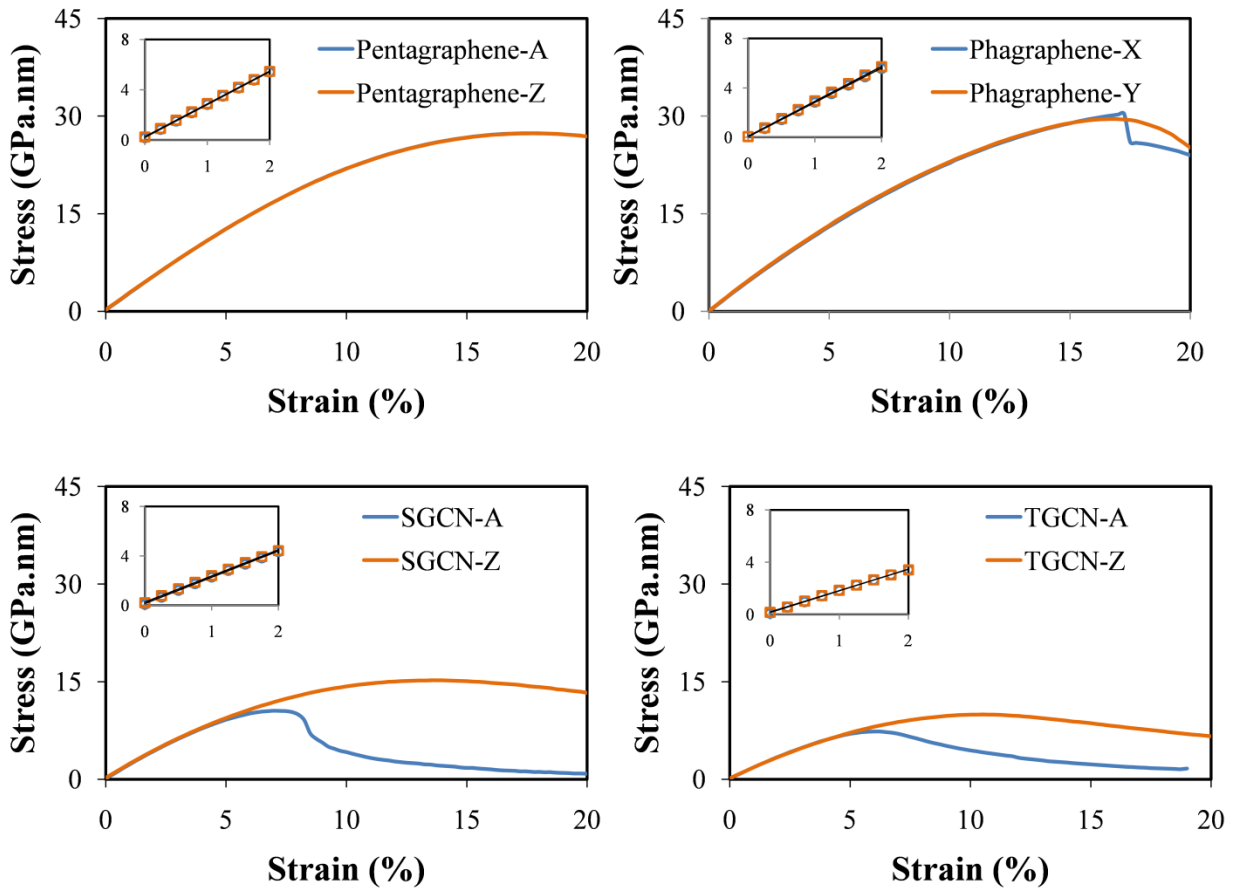 Stress (GPa.nm)
45
30
15
0
8
4
0
0 1 2
Pentagraphene-A
Pentagraphene-Z
0 5 10 15 20
Strain (%)
Stress (GPa.nm)
45
30
15
0
8
4
0
0 1 2
Phagraphene-X
Phagraphene-Y
0 5 10 15 20
Strain (%)
Stress (GPa.nm)
45
30
15
0
8
4
0
0 1 2
SGCN-A
SGCN-Z
0 5 10 15 20
Strain (%)
Stress (GPa.nm)
45
30
15
0
8
4
0
0 1 2
TGCN-A
TGCN-Z
0 5 10 15 20
Strain (%)